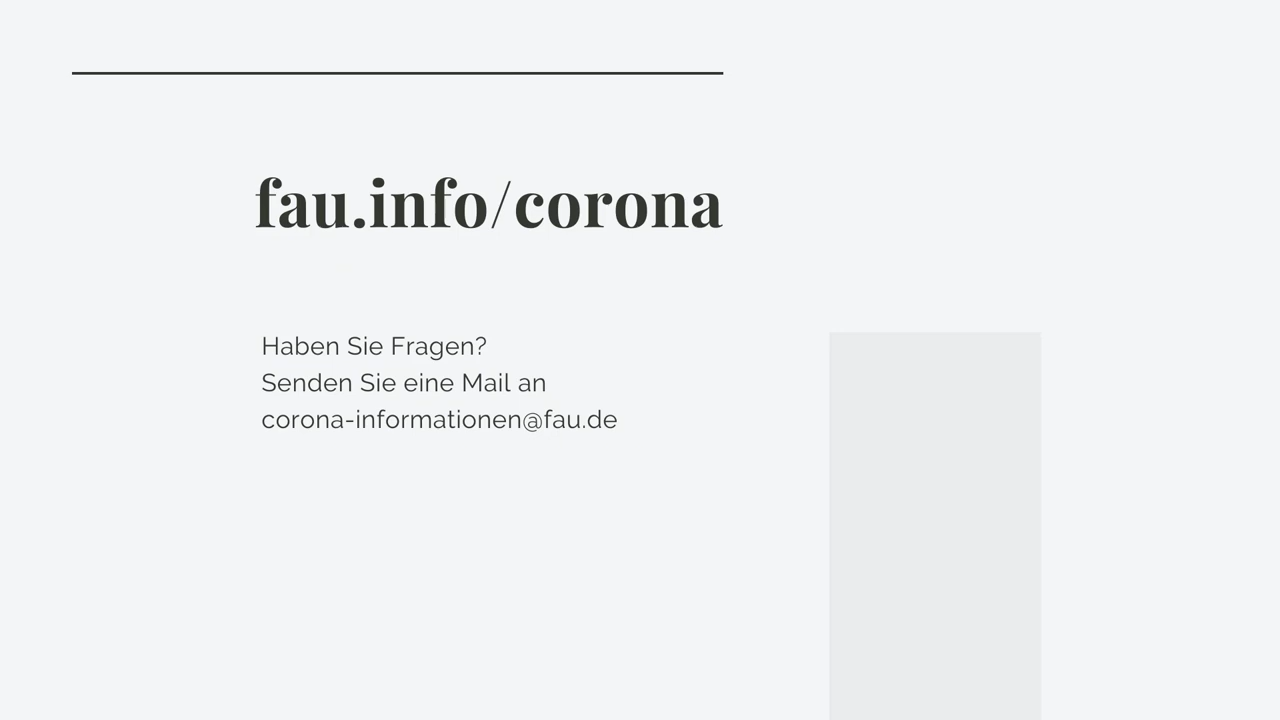 fau.info/corona
Haben Sie Fragen?
Senden Sie eine Mail an
corona-informationen@fau.de